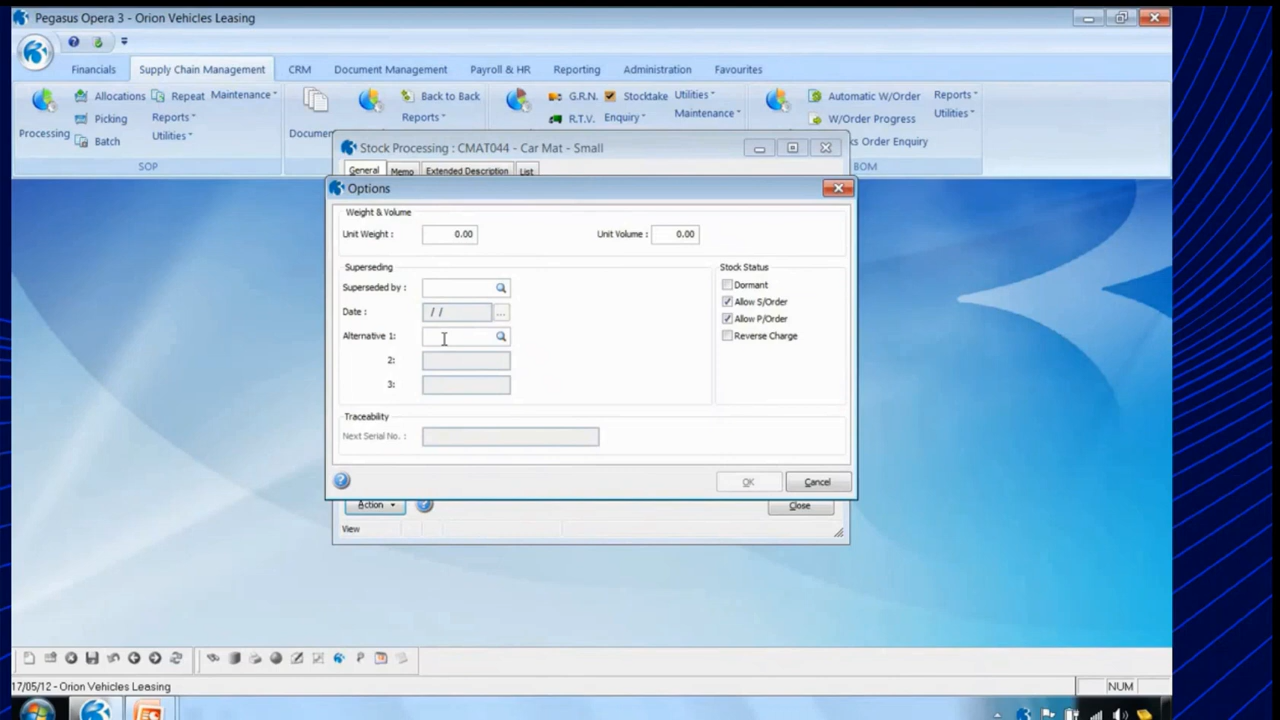 Pegasus Opera 3 - Orion Vehicles Leasing
Financials Supply Chain Management CRM Document Management Payroll & HR Reporting Administration Favourites
Allocations Repeat Maintenance Back to Back G.R.N. Stocktake Utilities Automatic W/Order Reports
Processing Picking Reports Documen Reports R.T.V. Enquiry Maintenance W/Order Progress Utilities
Batch Utilities ks Order Enquiry
SOP BOM
Stock Processing : CMAT044 - Car Mat - Small
General Memo Extended Description List
Options
Weight & Volume
Unit Weight : 0.00 Unit Volume : 0.00
Superseding Stock Status
Superseded by : Dormant
Allow S/Order
Date : / / Allow P/Order
Alternative 1: Reverse Charge
2:
3:
Traceability
Next Serial No. :
OK Cancel
Action Close
View
17/05/12 - Orion Vehicles Leasing NUM